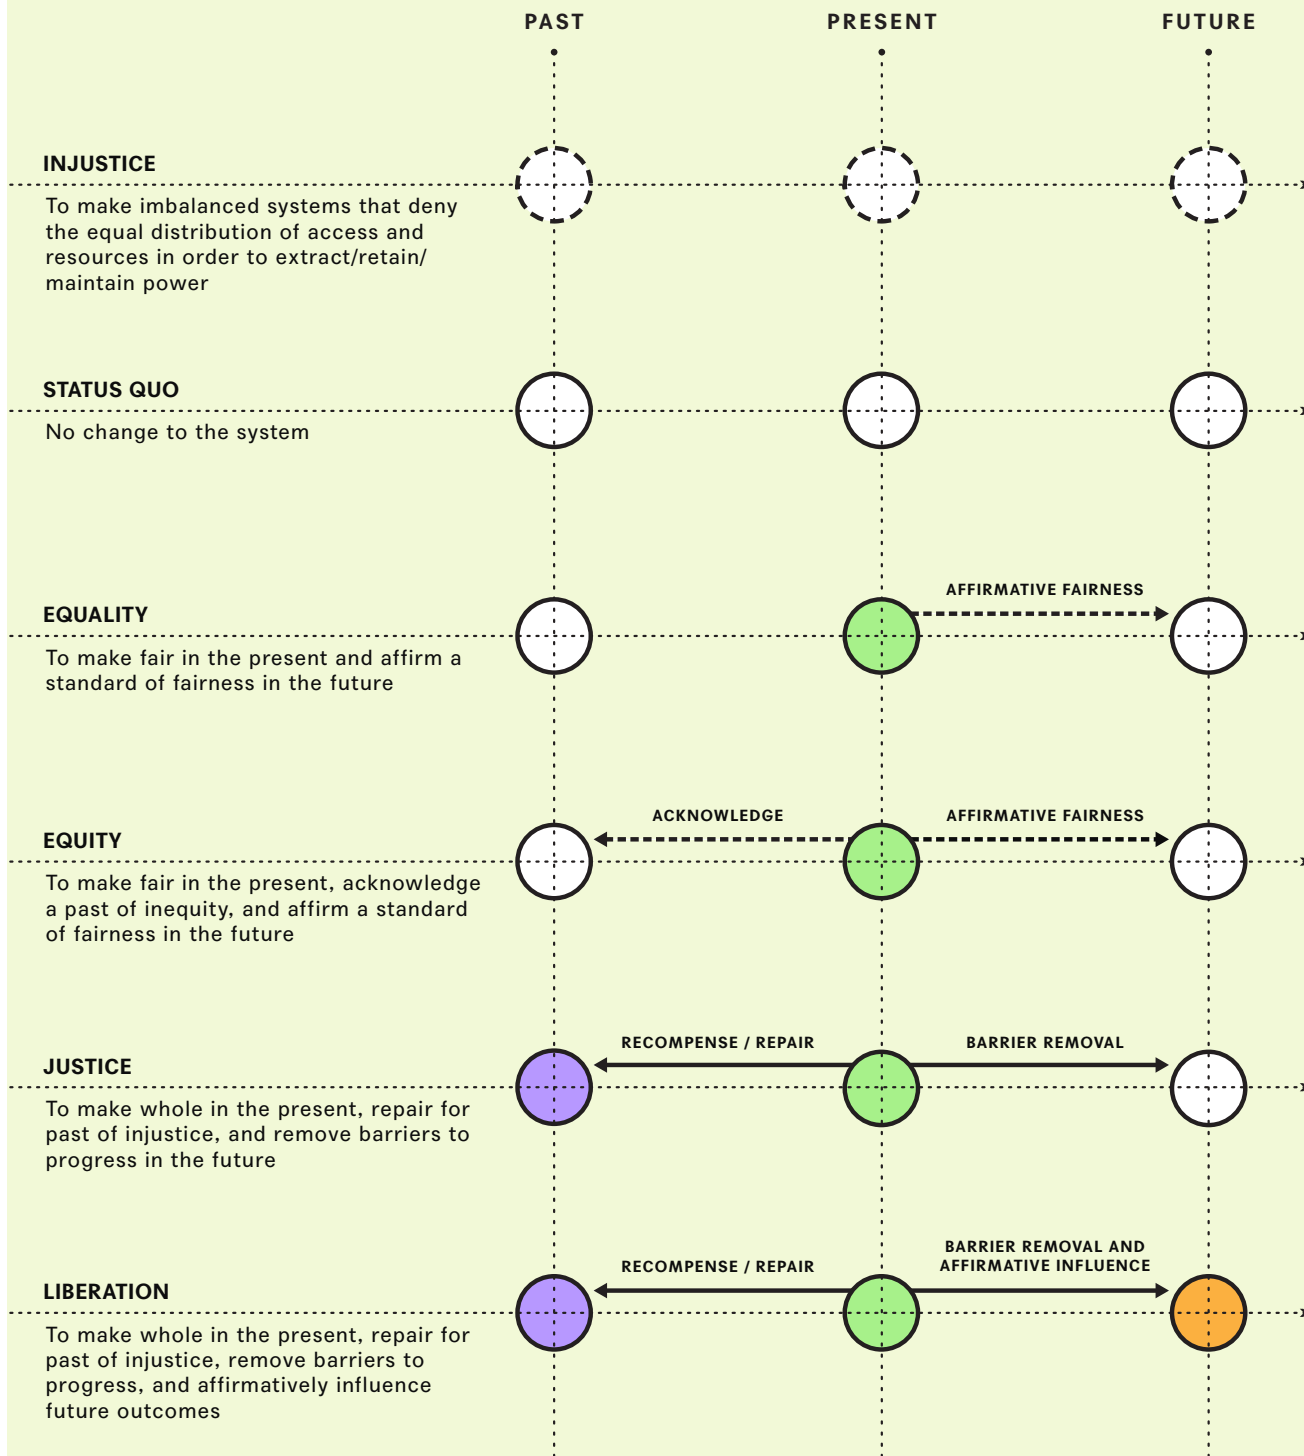 PAST
PRESENT
FUTURE
INJUSTICE
To make imbalanced systems that deny
the equal distribution of access and
resources in order to extract/retain/
maintain power
STATUS QUO
No change to the system
AFFIRMATIVE FAIRNESS
EQUALITY
To make fair in the present and affirm a
standard of fairness in the future
ACKNOWLEDGE
AFFIRMATIVE FAIRNESS
EQUITY
To make fair in the present, acknowledge
a past of inequity, and affirm a standard
of fairness in the future
RECOMPENSE / REPAIR
BARRIER REMOVAL
JUSTICE
To make whole in the present, repair for
past of injustice, and remove barriers to
progress in the future
RECOMPENSE / REPAIR
BARRIER REMOVAL AND
AFFIRMATIVE INFLUENCE
LIBERATION
To make whole in the present, repair for
past of injustice, remove barriers to
progress, and affirmatively influence
future outcomes